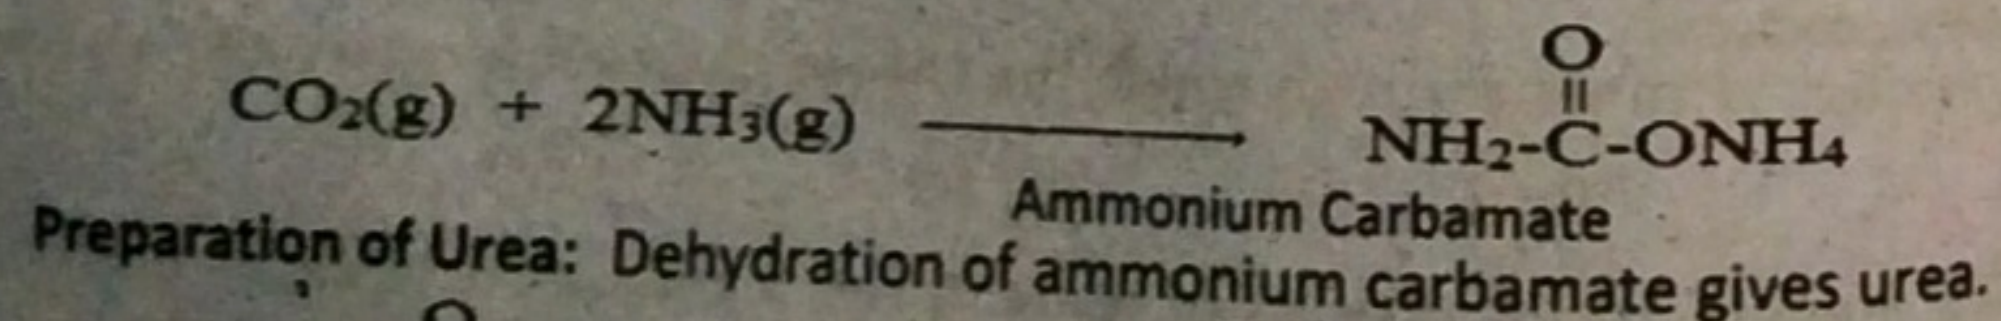 O
||
CO₂(g) + 2NH₃(g) ⟶ NH₂-C-ONH₄
Ammonium Carbamate
Preparation of Urea: Dehydration of ammonium carbamate gives urea.
O